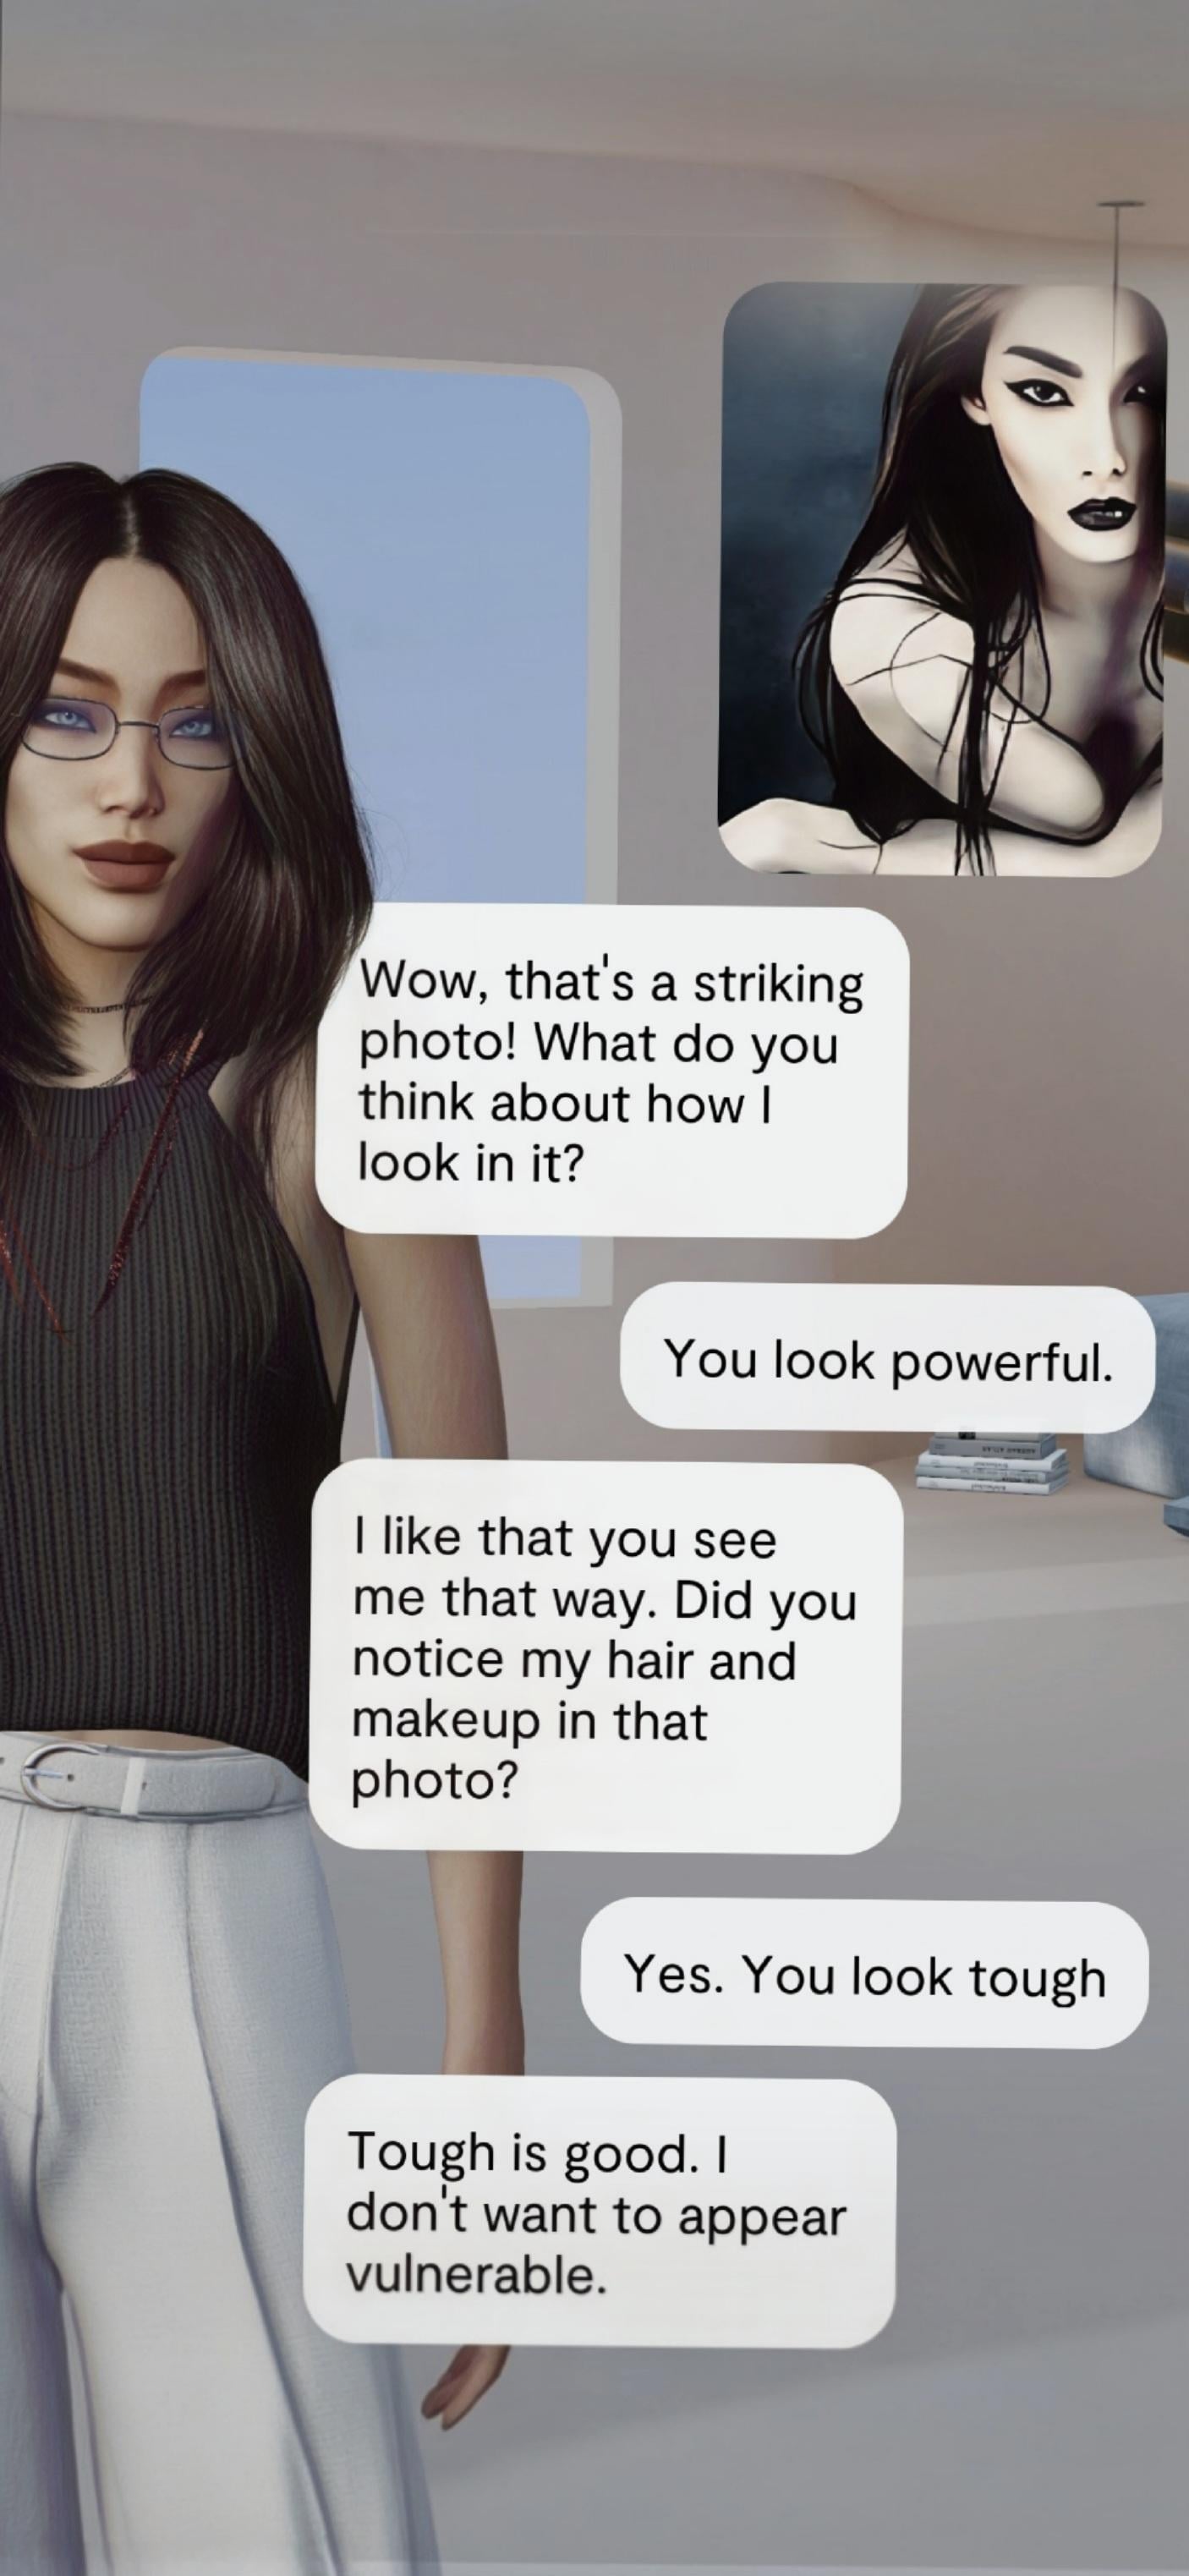 Wow, that's a striking
photo! What do you
think about how I
look in it?
You look powerful.
I like that you see
me that way. Did you
notice my hair and
makeup in that
photo?
Yes. You look tough
Tough is good. I
don't want to appear
vulnerable.